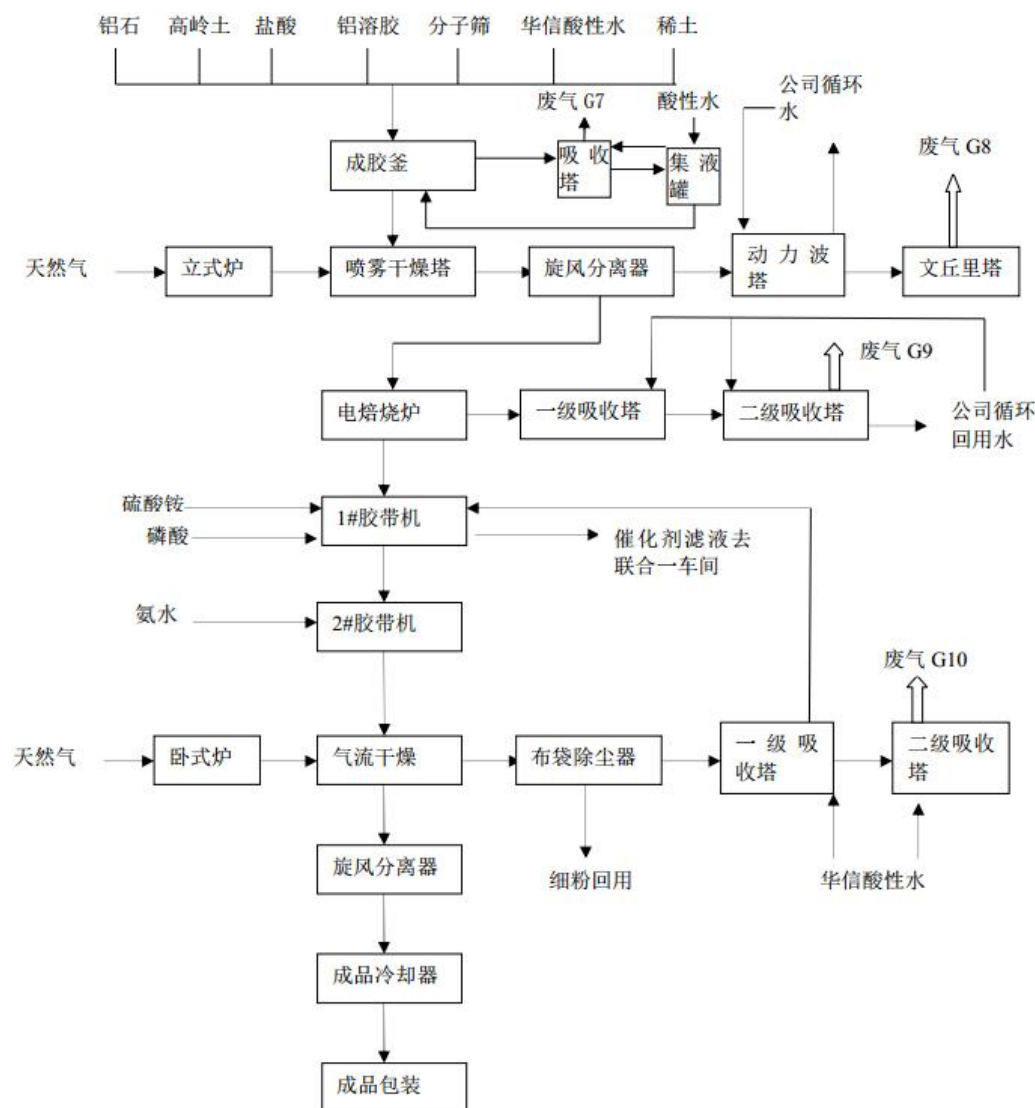 铝石
高岭土
盐酸
铝溶胶
分子筛
华信酸性水
稀土
公司循环
水
废气 G7
酸性水
成胶釜
吸收
塔
集液
罐
废气 G8
天然气
立式炉
喷雾干燥塔
旋风分离器
动力波
塔
文丘里塔
废气 G9
电焙烧炉
一级吸收塔
二级吸收塔
公司循环
回用水
硫酸铵
磷酸
1#胶带机
催化剂滤液去
联合一车间
氨水
2#胶带机
废气 G10
天然气
卧式炉
气流干燥
布袋除尘器
一级吸
收塔
二级吸收
塔
旋风分离器
细粉回用
华信酸性水
成品冷却器
成品包装